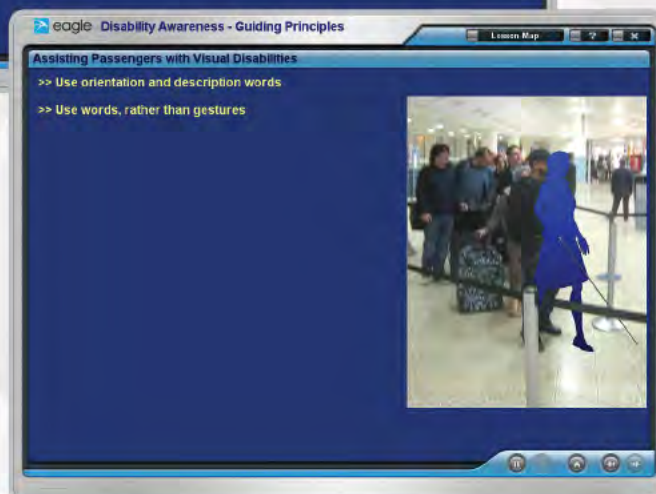 eagle Disability Awareness - Guiding Principles
Lesson Map ? X
Assisting Passengers with Visual Disabilities
>> Use orientation and description words
>> Use words, rather than gestures